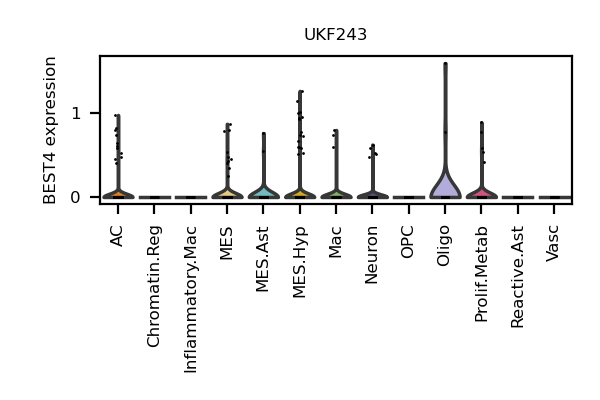 UKF243
BEST4 expression
1
0
AC
Chromatin.Reg
Inflammatory.Mac
MES
MES.Ast
MES.Hyp
Mac
Neuron
OPC
Oligo
Prolif.Metab
Reactive.Ast
Vasc